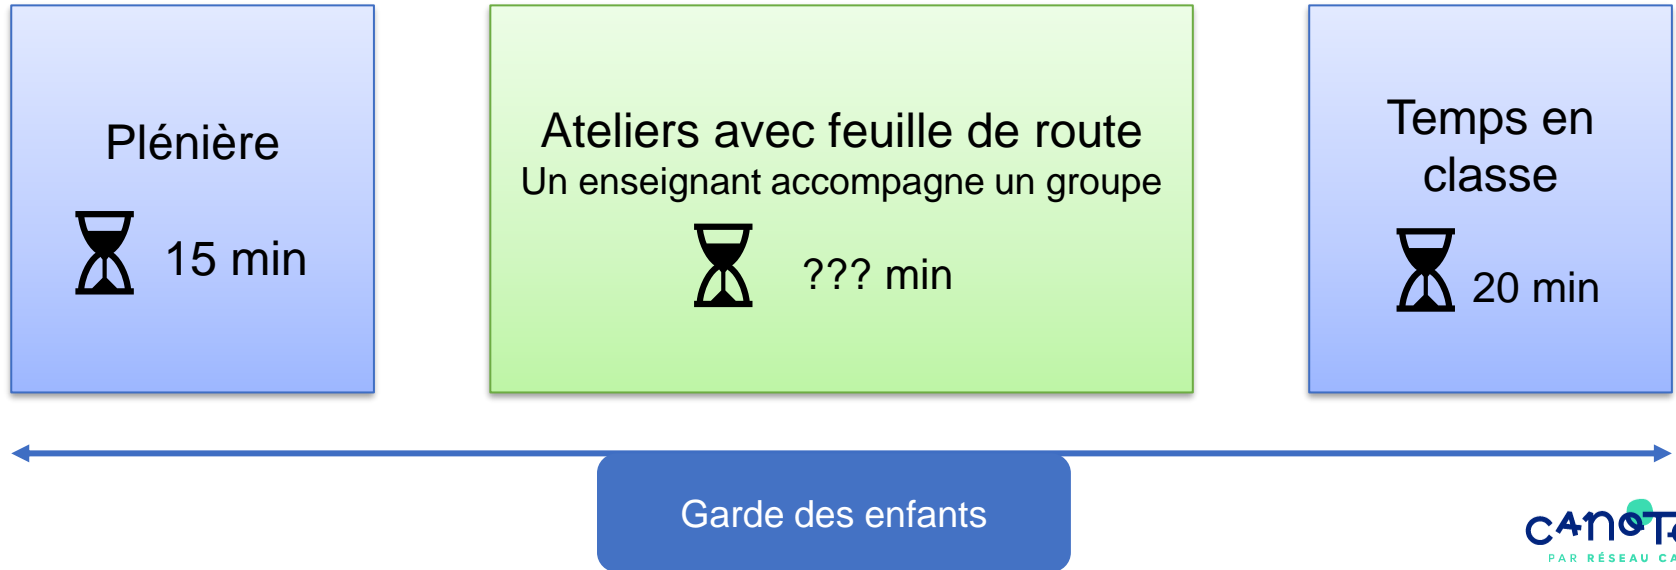 Plénière
15 min
Ateliers avec feuille de route
Un enseignant accompagne un groupe
??? min
Temps en
classe
20 min
Garde des enfants
PAR RÉSEAU